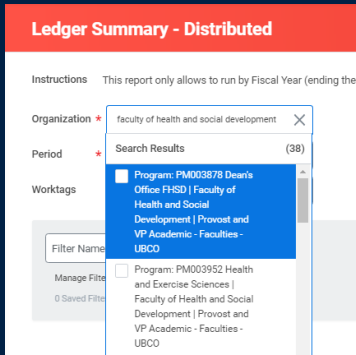 Ledger Summary - Distributed
Instructions This report only allows to run by Fiscal Year (ending the
Organization * faculty of health and social development
Search Results (38)
Period *
Program: PM003878 Dean's
Office FHSD | Faculty of
Health and Social
Development | Provost and
VP Academic - Faculties -
UBCO
Worktags
Program: PM003952 Health
and Exercise Sciences |
Faculty of Health and Social
Development | Provost and
VP Academic - Faculties -
UBCO
Filter Name
Manage Filte
0 Saved Filte